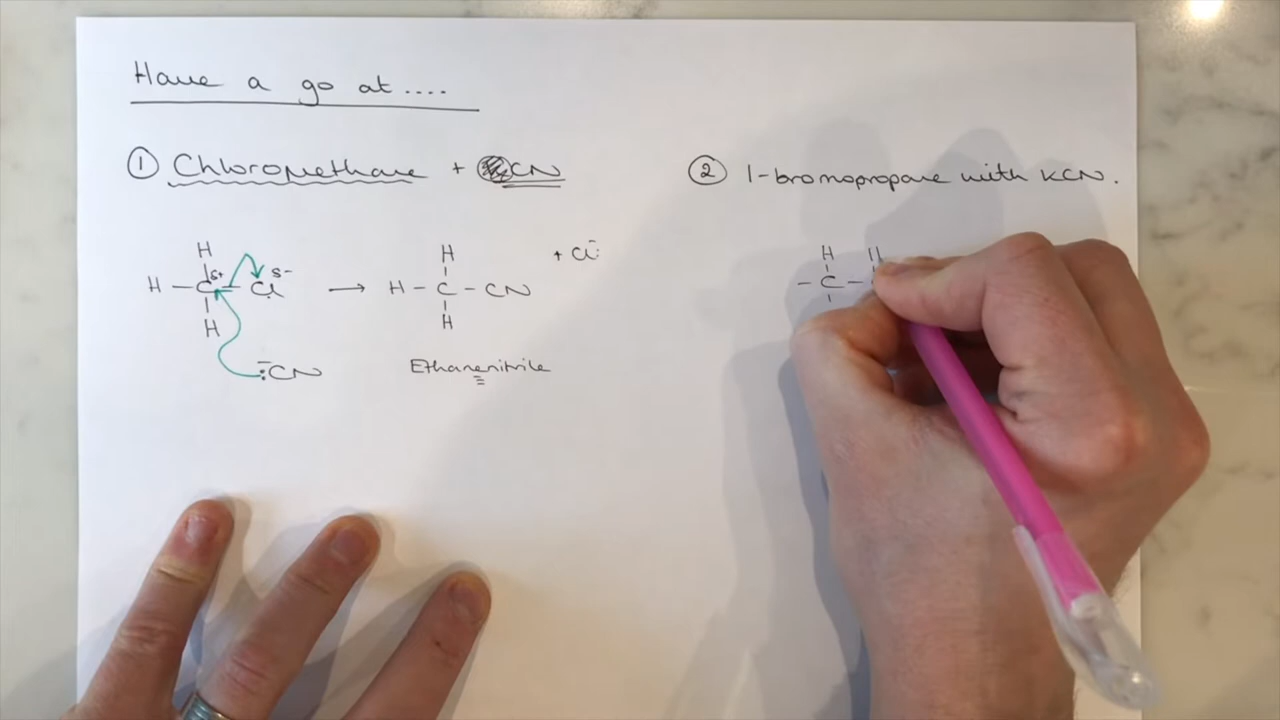 Have a go at....
① Chloromethane + CN
H
H — C δ+ — Cl δ-
H
:CN
→
H
H — C — CN
H
+ Cl:-
Ethanenitrile
② 1-bromopropane with KCN.
H H
— C —